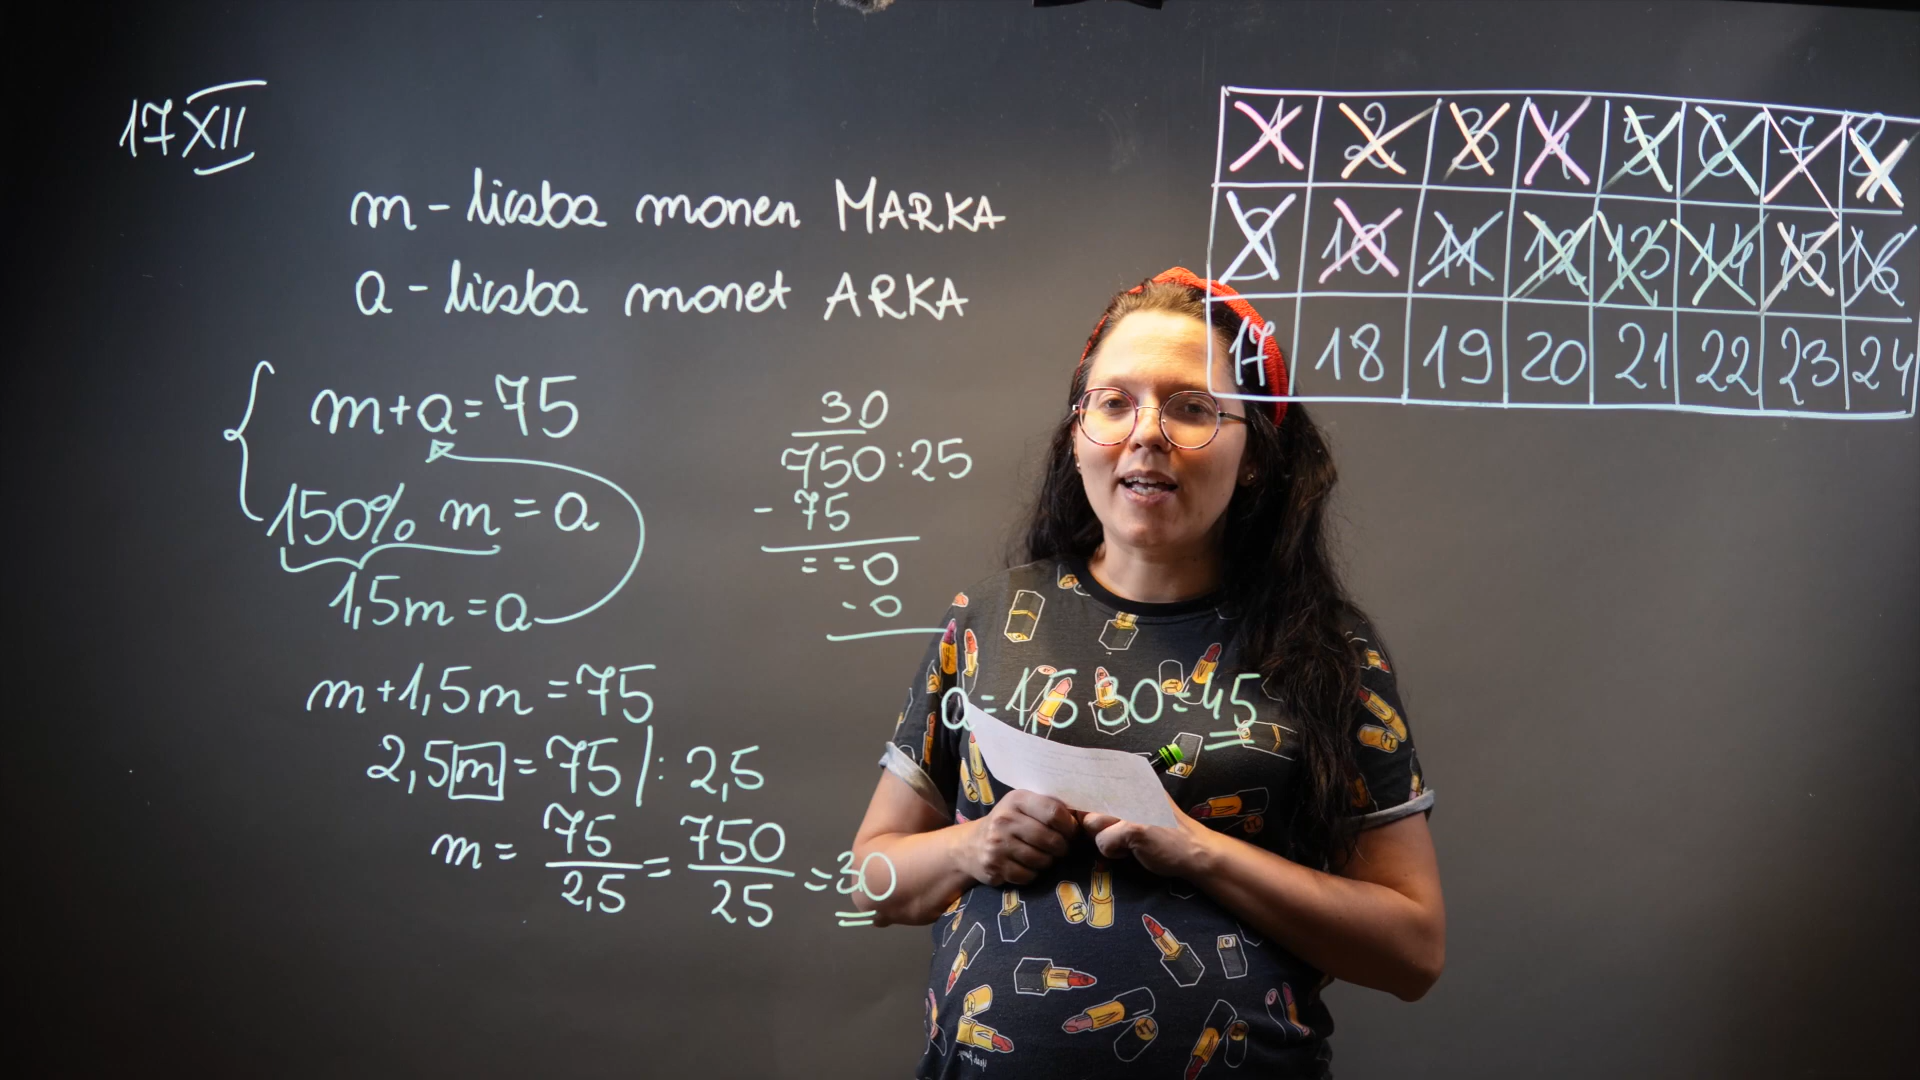 17 XII
m - liczba monen MARKA
a - liczba monet ARKA
m+a=75
150% m = a
1,5m = a
m+1,5m = 75
2,5m = 75 /: 2,5
m = 75/2,5 = 750/25 = 30
30
750:25
- 75
= = 0
- 0
a = 1,5 30 = 45
1 2 3 4 5 6 7 8
9 10 11 12 13 14 15 16
17 18 19 20 21 22 23 24